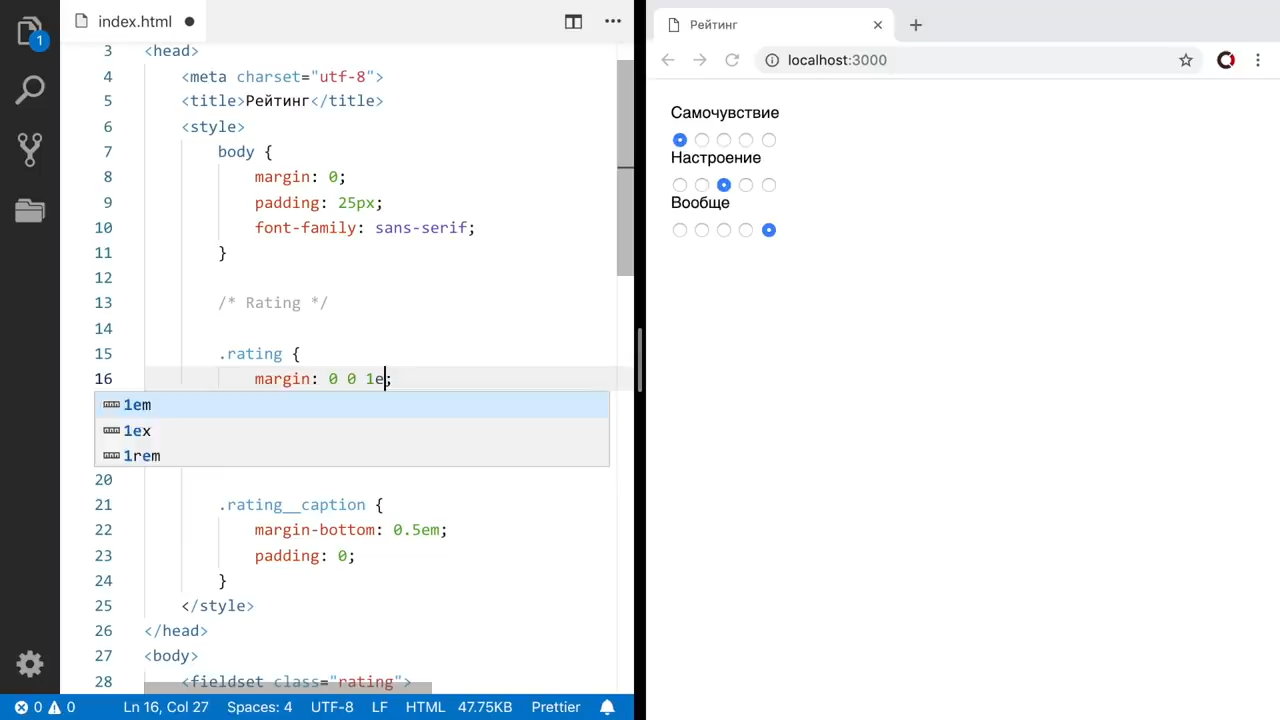 index.html
1
3 <head>
4 <meta charset="utf-8">
5 <title>Рейтинг</title>
6 <style>
7 body {
8 margin: 0;
9 padding: 25px;
10 font-family: sans-serif;
11 }
12
13 /* Rating */
14
15 .rating {
16 margin: 0 0 1e;
1em
1ex
1rem
20
21 .rating__caption {
22 margin-bottom: 0.5em;
23 padding: 0;
24 }
25 </style>
26 </head>
27 <body>
28 <fieldset class="rating">
0 0 Ln 16, Col 27 Spaces: 4 UTF-8 LF HTML 47.75KB Prettier
Рейтинг
localhost:3000
Самочувствие
Настроение
Вообще